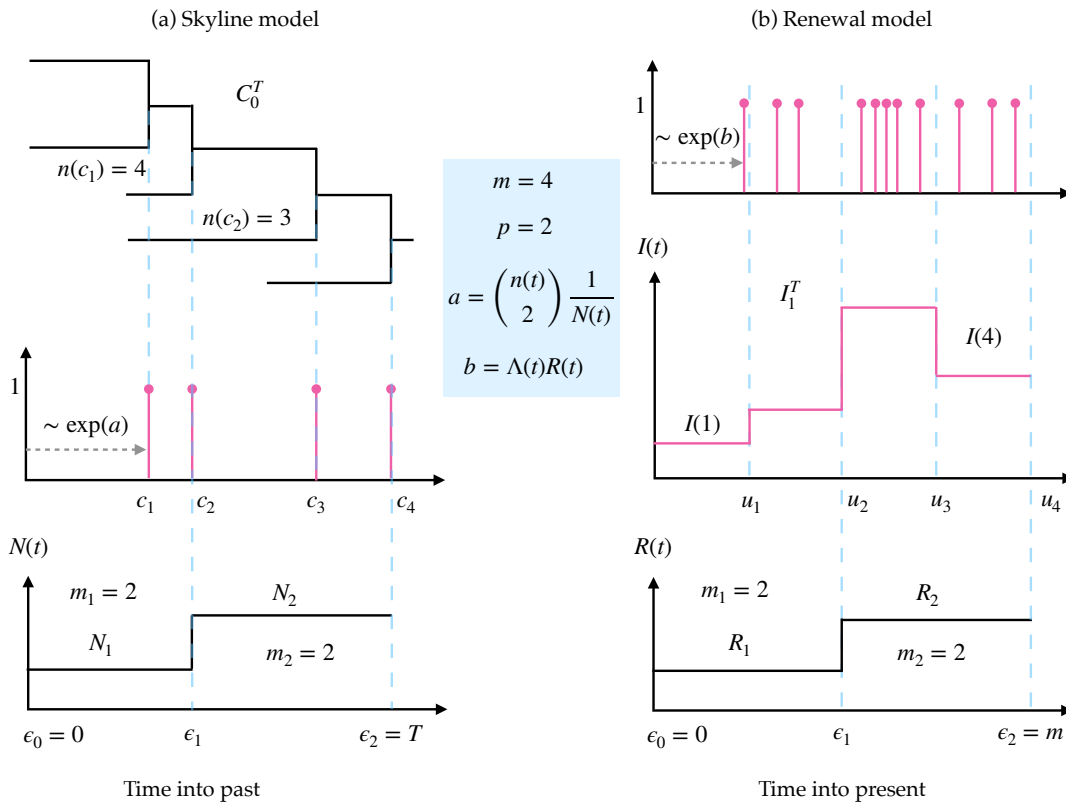 (a) Skyline model
C_0^T
n(c_1) = 4
n(c_2) = 3
1
∼ exp(a)
c_1 c_2 c_3 c_4
N(t)
m_1 = 2
N_2
N_1
m_2 = 2
ϵ_0 = 0 ϵ_1 ϵ_2 = T
Time into past
m = 4
p = 2
a = (n(t) 2) 1/N(t)
b = Λ(t)R(t)
(b) Renewal model
1
∼ exp(b)
I(t)
I_1^T
I(4)
I(1)
u_1 u_2 u_3 u_4
R(t)
m_1 = 2
R_2
R_1
m_2 = 2
ϵ_0 = 0 ϵ_1 ϵ_2 = m
Time into present